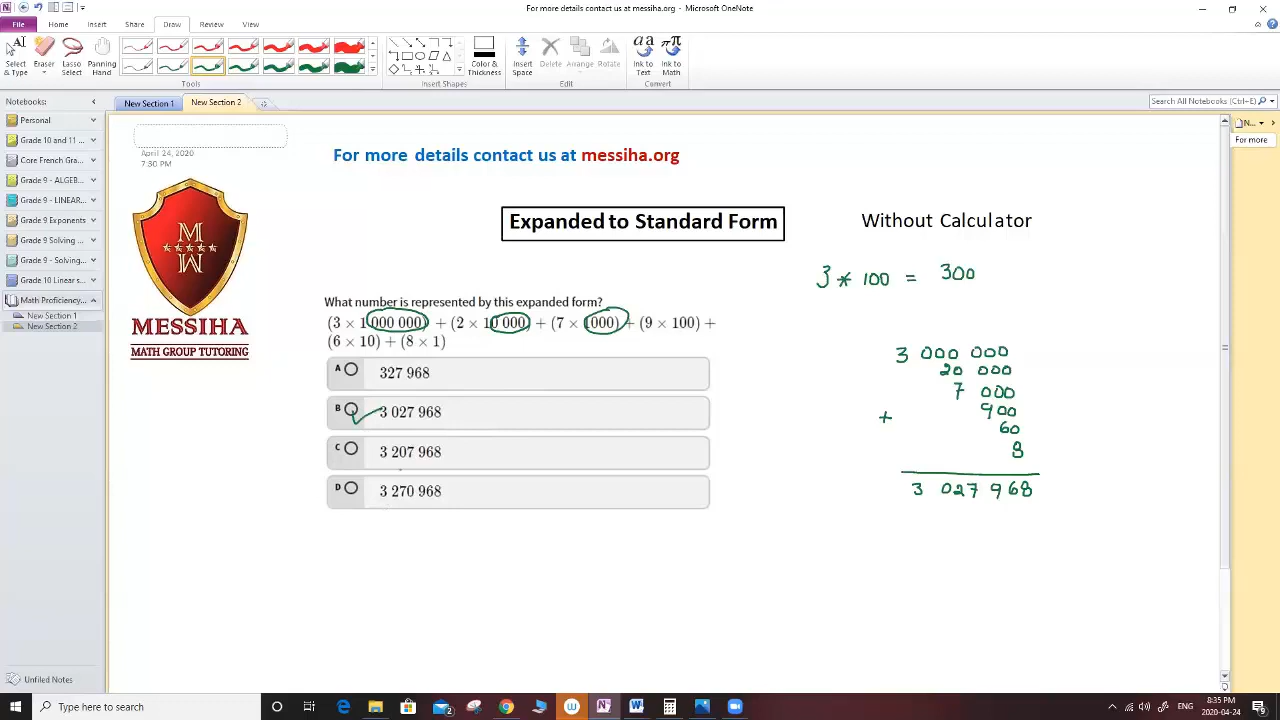 For more details contact us at messiha.org - Microsoft OneNote
File Home Insert Share Draw Review View
Select & Type
Eraser
Lasso Select
Panning Hand
Color & Thickness
Insert Space
Delete
Arrange
Rotate
Ink to Text
Ink to Math
Tools
Insert Shapes
Edit
Convert
Notebooks:
New Section 1
New Section 2
Search All Notebooks (Ctrl+E)
N...
For more
Personal
Grade 10 and 11 ...
Core French Gra...
Grade 9 - ALGEB...
Grade 9 - LINEAR...
Grade 9 Exponents
Grade 9 Solving ...
Grade 9 - Solving...
Grade 10 Linear s...
Math Proficiency...
New Section 1
New Section 2
Unfiled Notes
April 24, 2020
7:30 PM
M
W
MESSIHA
MATH GROUP TUTORING
For more details contact us at messiha.org
Expanded to Standard Form
Without Calculator
What number is represented by this expanded form?
(3 × 1 000 000) + (2 × 10 000) + (7 × 1000) + (9 × 100) +
(6 × 10) + (8 × 1)
A 327 968
B 3 027 968
C 3 207 968
D 3 270 968
3 * 100 = 300
3 000 000
20 000
7 000
900
+
60
8
3 027 968
Type here to search
8:35 PM
2020-04-24